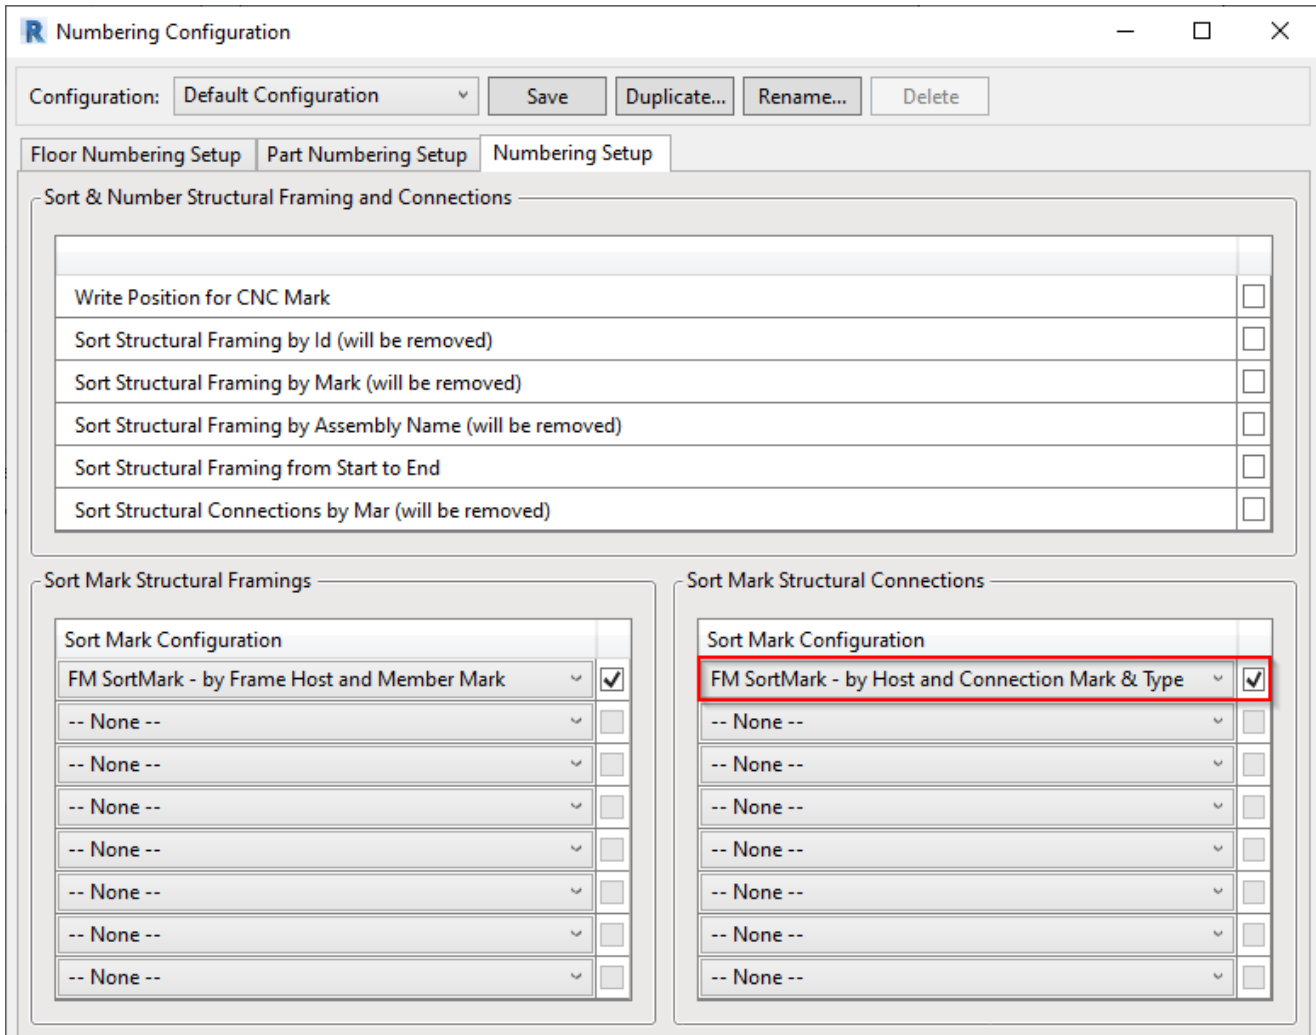 Numbering Configuration
Configuration: Default Configuration Save Duplicate... Rename... Delete
Floor Numbering Setup Part Numbering Setup Numbering Setup
Sort & Number Structural Framing and Connections
Write Position for CNC Mark
Sort Structural Framing by Id (will be removed)
Sort Structural Framing by Mark (will be removed)
Sort Structural Framing by Assembly Name (will be removed)
Sort Structural Framing from Start to End
Sort Structural Connections by Mar (will be removed)
Sort Mark Structural Framings
Sort Mark Configuration
FM SortMark - by Frame Host and Member Mark
-- None --
-- None --
-- None --
-- None --
-- None --
-- None --
-- None --
Sort Mark Structural Connections
Sort Mark Configuration
FM SortMark - by Host and Connection Mark & Type
-- None --
-- None --
-- None --
-- None --
-- None --
-- None --
-- None --